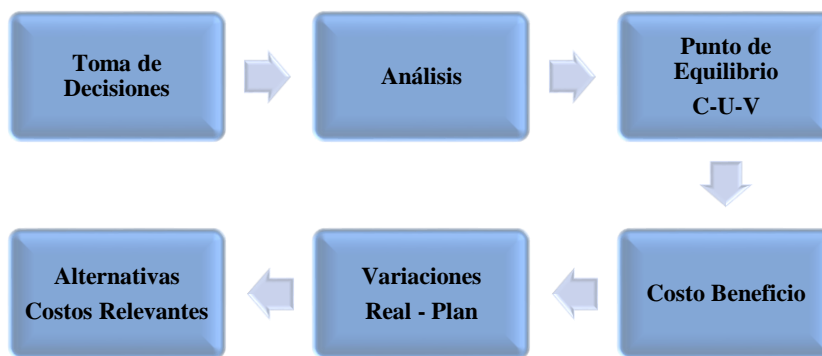 Toma de
Decisiones
Análisis
Punto de
Equilibrio
C-U-V
Costo Beneficio
Variaciones
Real - Plan
Alternativas
Costos Relevantes